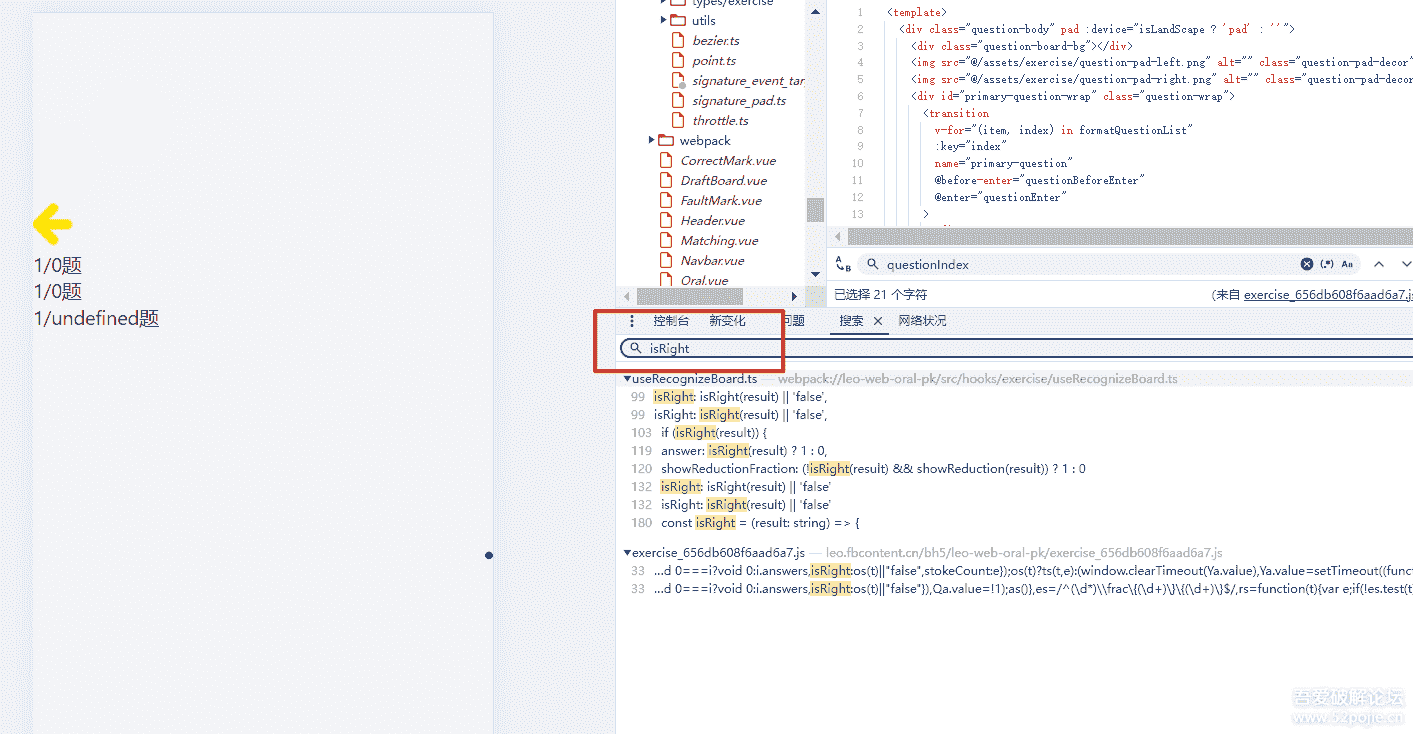 1/0题
1/0题
1/undefined题
types/exercise
utils
bezier.ts
point.ts
signature_event_tar
signature_pad.ts
throttle.ts
webpack
CorrectMark.vue
DraftBoard.vue
FaultMark.vue
Header.vue
Matching.vue
Navbar.vue
Oral.vue
1 <template>
2 <div class="question-body" pad :device="isLandScape ? 'pad' : ''">
3 <div class="question-board-bg"></div>
4 <img src="@/assets/exercise/question-pad-left.png" alt="" class="question-pad-decor
5 <img src="@/assets/exercise/question-pad-right.png" alt="" class="question-pad-decor
6 <div id="primary-question-wrap" class="question-wrap">
7 <transition
8 v-for="(item, index) in formatQuestionList"
9 :key="index"
10 name="primary-question"
11 @before-enter="questionBeforeEnter"
12 @enter="questionEnter"
13 >
questionIndex
(.*) Aa
已选择 21 个字符
(来自 exercise_656db608f6aad6a7.js
控制台 新变化 问题 搜索 网络状况
isRight
useRecognizeBoard.ts — webpack://leo-web-oral-pk/src/hooks/exercise/useRecognizeBoard.ts
99 isRight: isRight(result) || 'false',
99 isRight: isRight(result) || 'false',
103 if (isRight(result)) {
119 answer: isRight(result) ? 1 : 0,
120 showReductionFraction: (!isRight(result) && showReduction(result)) ? 1 : 0
132 isRight: isRight(result) || 'false'
132 isRight: isRight(result) || 'false'
180 const isRight = (result: string) => {
exercise_656db608f6aad6a7.js — leo.fbcontent.cn/bh5/leo-web-oral-pk/exercise_656db608f6aad6a7.js
33 …d 0===i?void 0:i.answers,isRight:os(t)||"false",stokeCount:e});os(t)?ts(t,e):(window.clearTimeout(Ya.value),Ya.value=setTimeout((funct
33 …d 0===i?void 0:i.answers,isRight:os(t)||"false"}),Qa.value=!1);as()},es=/^(\d*)\\frac\{(\d+)\}\{(\d+)\}$/,rs=function(t){var e;if(!es.test(t)
吾爱破解论坛
www.52pojie.cn